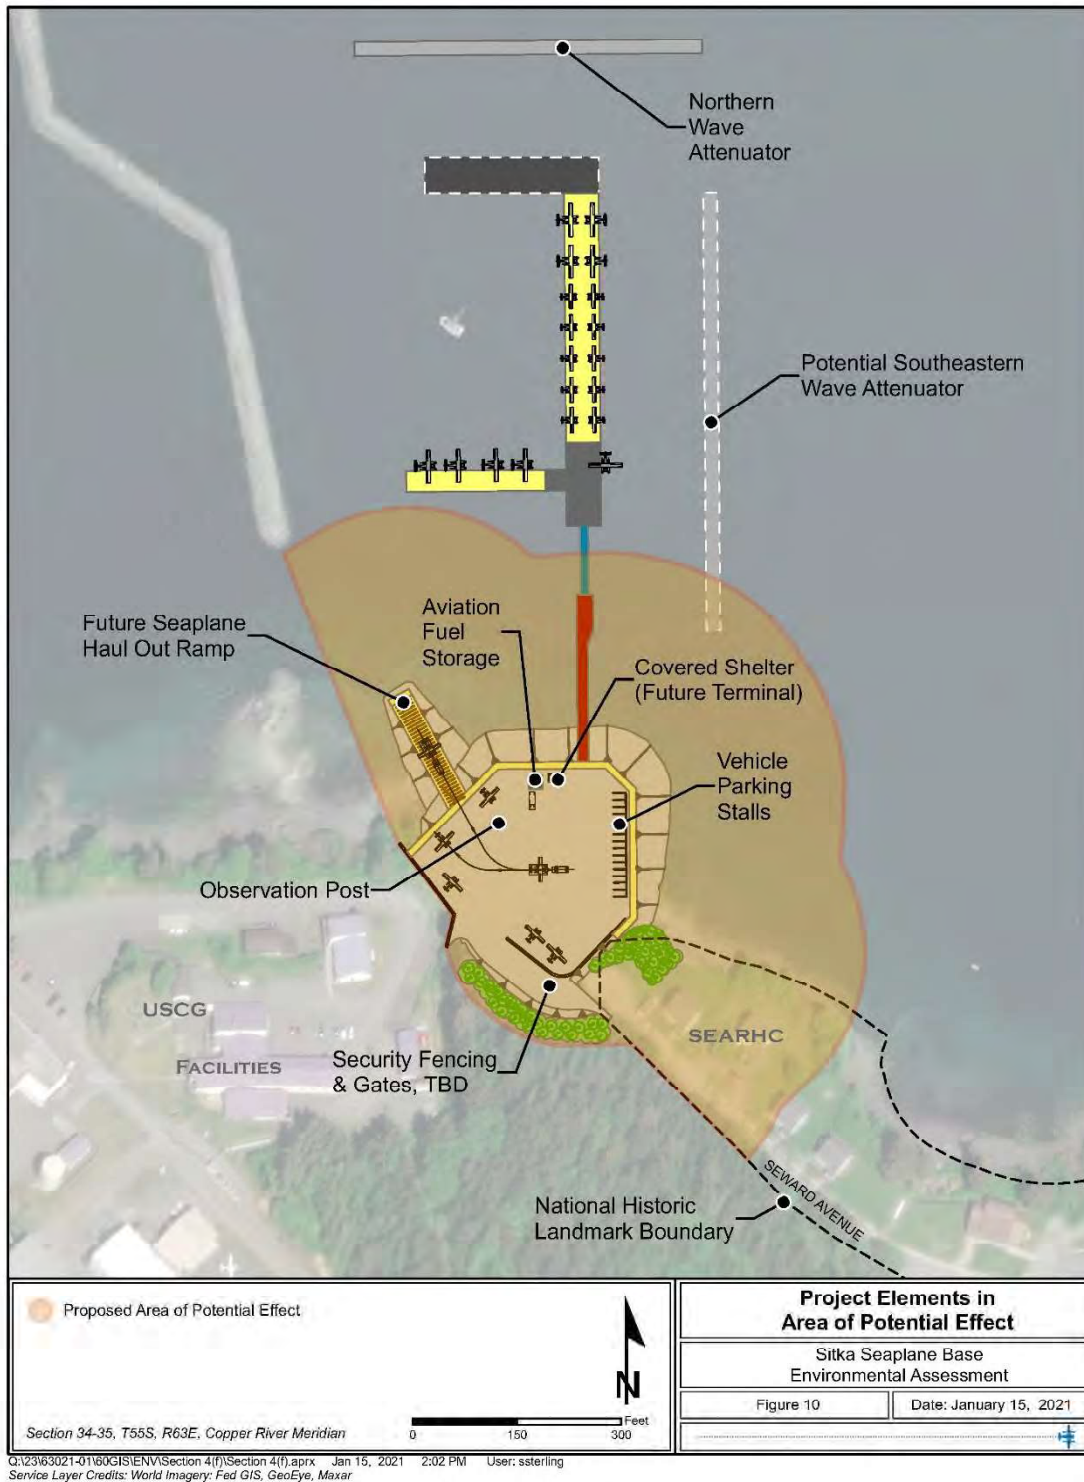 Northern
Wave
Attenuator
Potential Southeastern
Wave Attenuator
Future Seaplane
Haul Out Ramp
Aviation
Fuel
Storage
Covered Shelter
(Future Terminal)
Vehicle
Parking
Stalls
Observation Post
USCG
FACILITIES
SEARHC
Security Fencing
& Gates, TBD
National Historic
Landmark Boundary
SEWARD AVENUE
Proposed Area of Potential Effect
N
Feet
0 150 300
Section 34-35, T55S, R63E, Copper River Meridian
Project Elements in
Area of Potential Effect
Sitka Seaplane Base
Environmental Assessment
Figure 10
Date: January 15, 2021
Q:\23\63021-01\60GIS\ENV\Section 4(f)\Section 4(f).aprx Jan 15, 2021 2:02 PM User: ssterling
Service Layer Credits: World Imagery: Fed GIS, GeoEye, Maxar